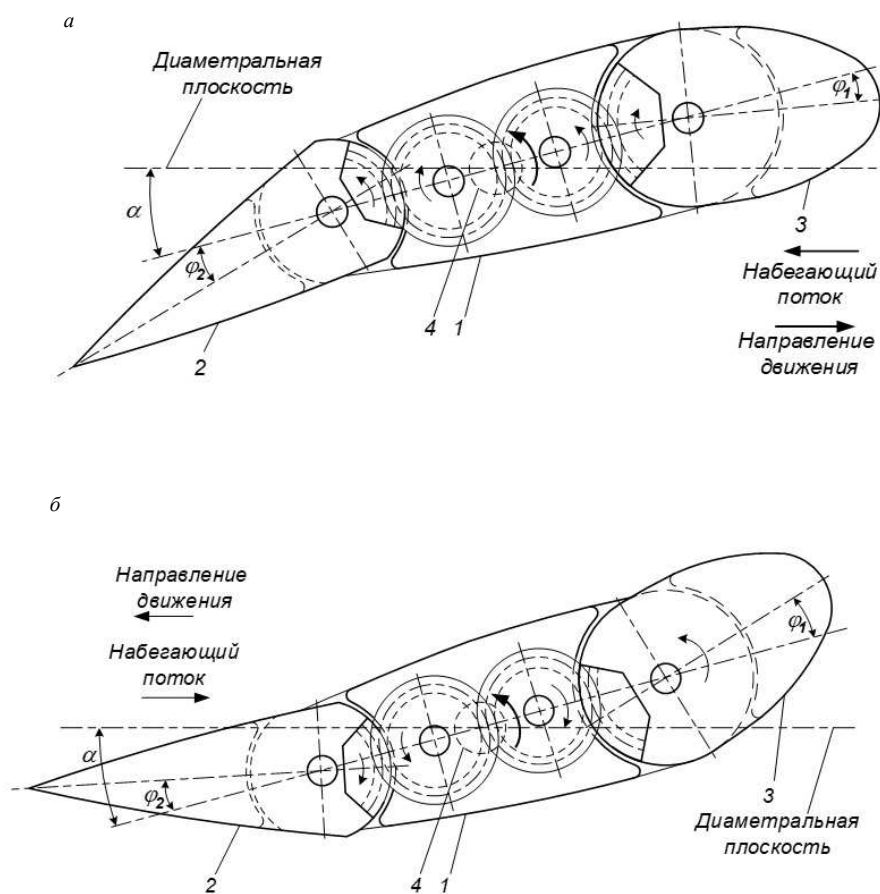 а
Диаметральная
плоскость
φ1
α
φ2
3
Набегающий
поток
4
1
Направление
движения
2
б
Направление
движения
φ1
Набегающий
поток
α
φ2
3
Диаметральная
плоскость
2
4
1